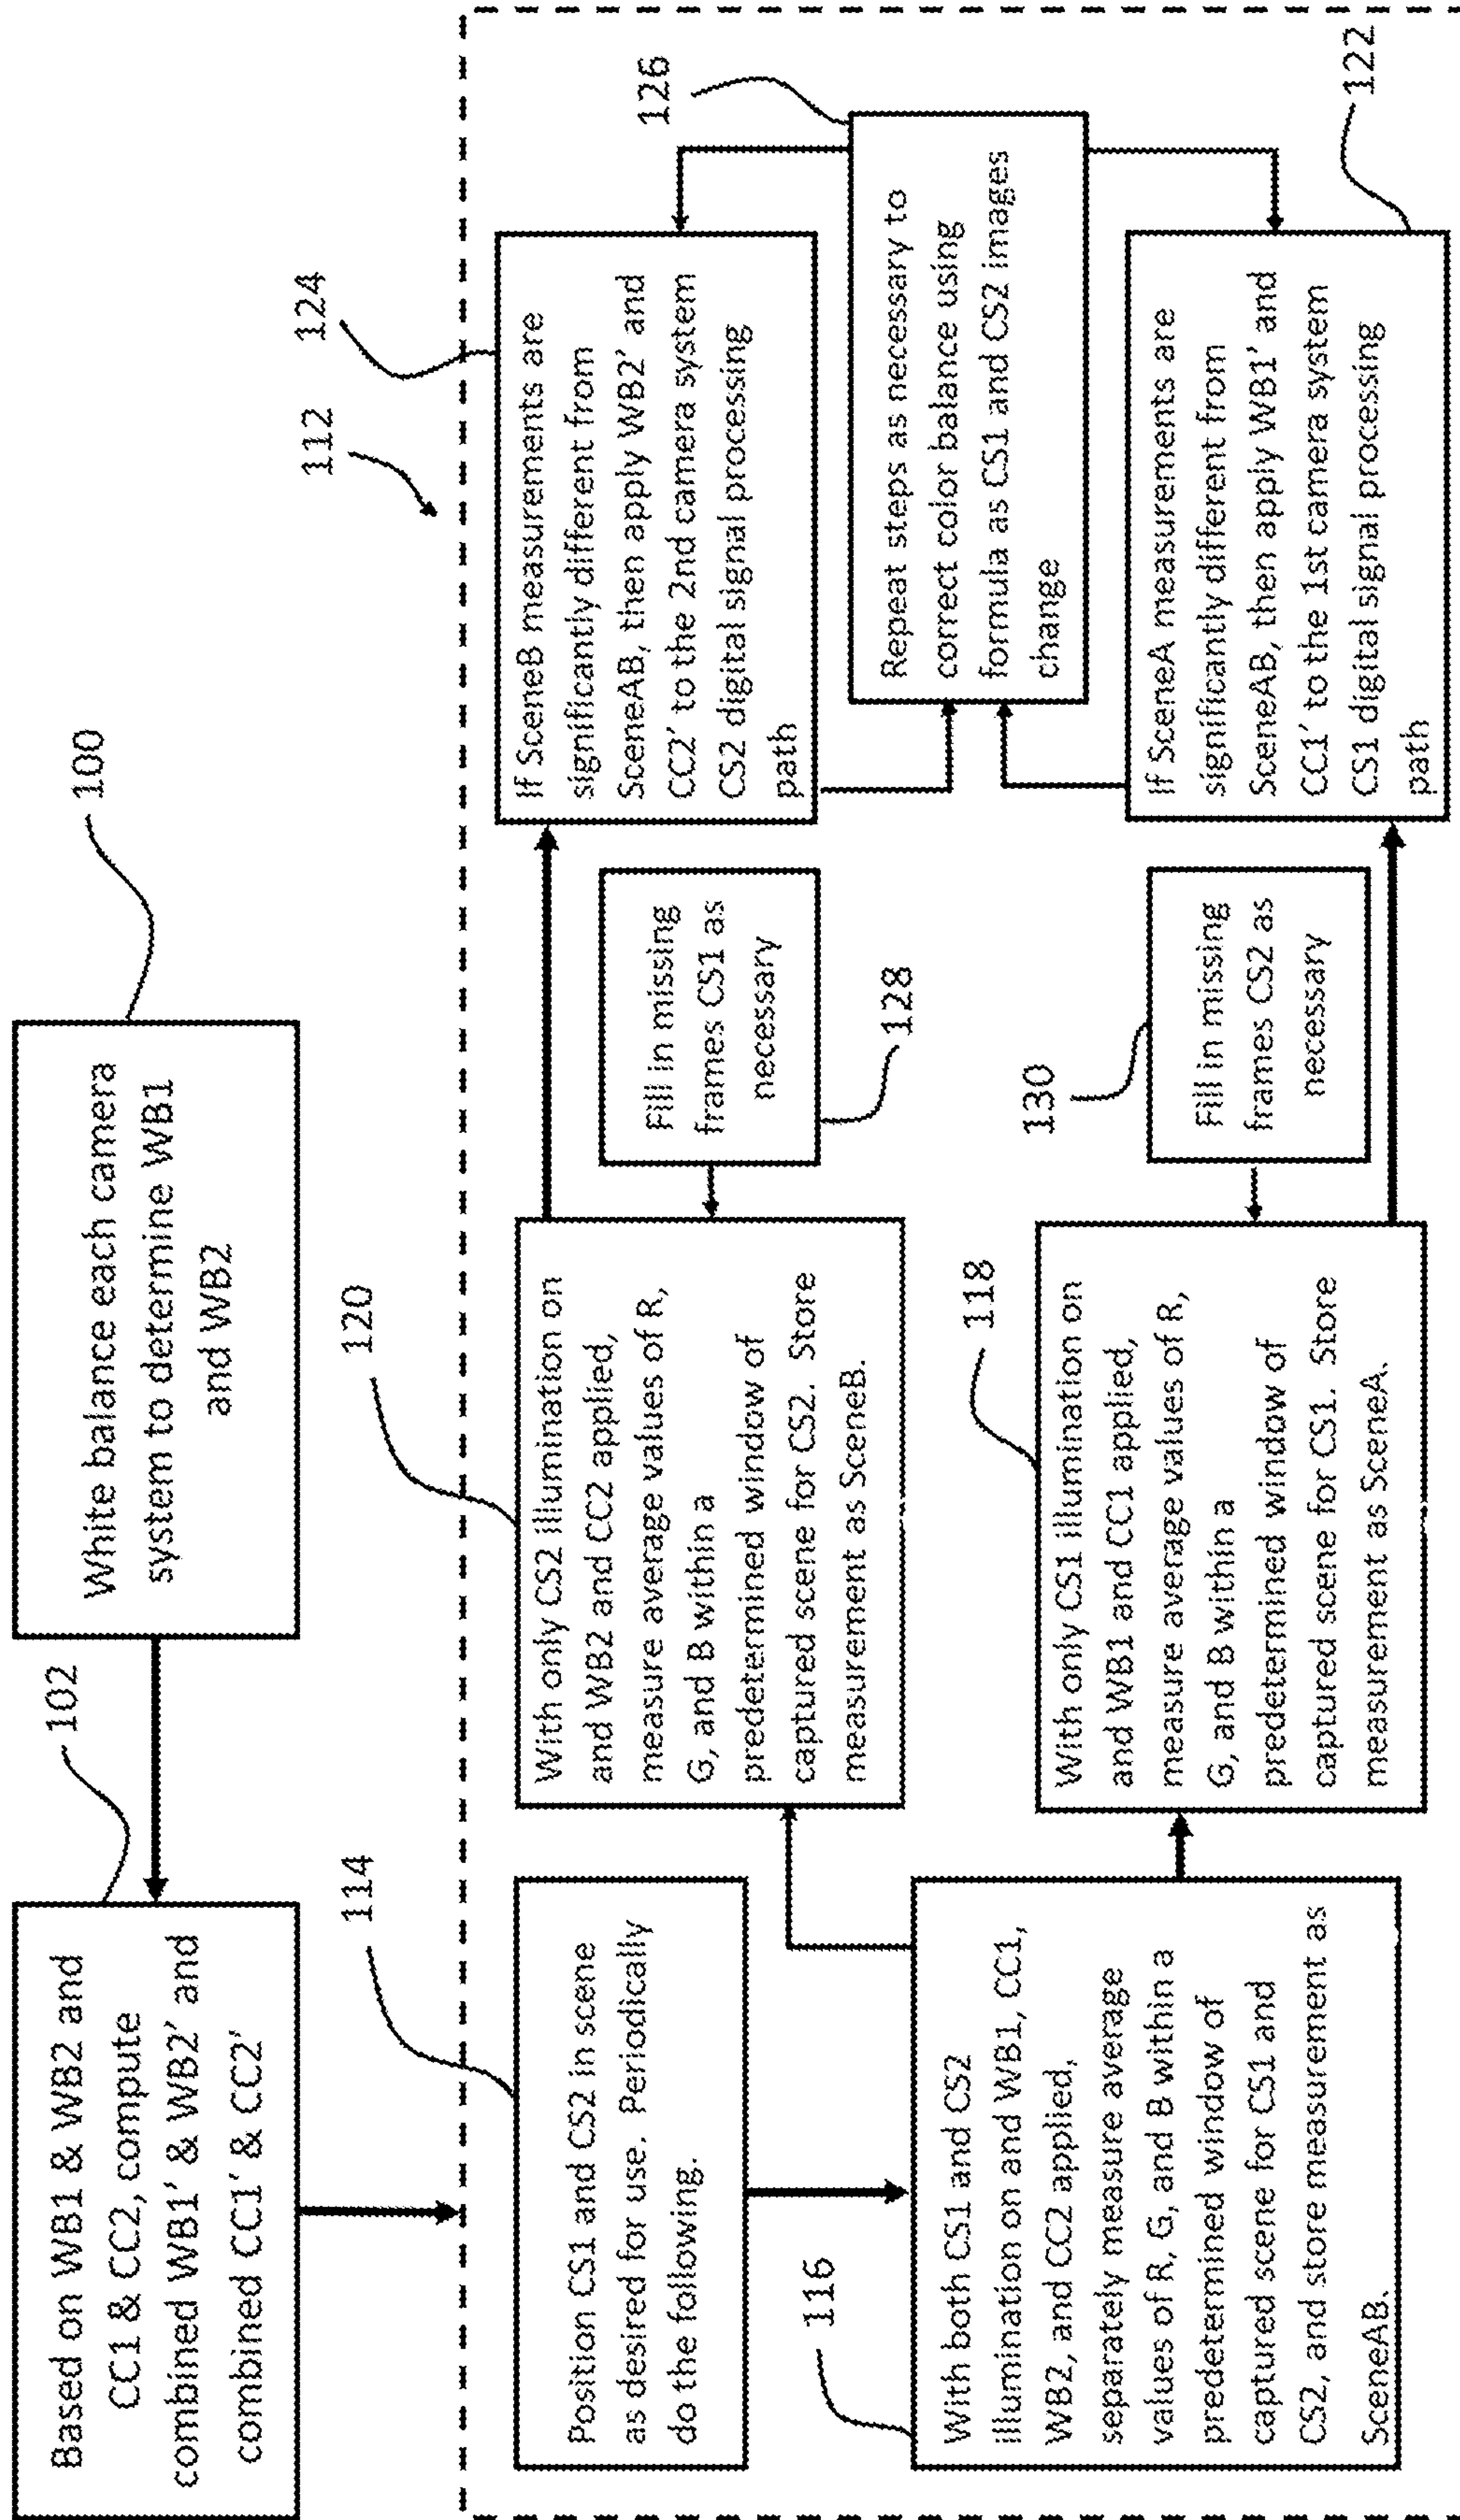 White balance each camera
system to determine WB1
and WB2
100
Based on WB1 & WB2 and
CC1 & CC2, compute
combined WB1' & WB2' and
combined CC1' & CC2'
102
112
Position CS1 and CS2 in scene
as desired for use. Periodically
do the following.
114
With both CS1 and CS2
illumination on and WB1, CC1,
WB2, and CC2 applied,
separately measure average
values of R, G, and B within a
predetermined window of
captured scene for CS1 and
CS2, and store measurement as
SceneAB.
116
With only CS2 illumination on
and WB2 and CC2 applied,
measure average values of R,
G, and B within a
predetermined window of
captured scene for CS2. Store
measurement as SceneB.
120
With only CS1 illumination on
and WB1 and CC1 applied,
measure average values of R,
G, and B within a
predetermined window of
captured scene for CS1. Store
measurement as SceneA.
118
Fill in missing
frames CS1 as
necessary
128
Fill in missing
frames CS2 as
necessary
130
If SceneB measurements are
significantly different from
SceneAB, then apply WB2' and
CC2' to the 2nd camera system
CS2 digital signal processing
path
124
Repeat steps as necessary to
correct color balance using
formula as CS1 and CS2 images
change
126
If SceneA measurements are
significantly different from
SceneAB, then apply WB1' and
CC1' to the 1st camera system
CS1 digital signal processing
path
122